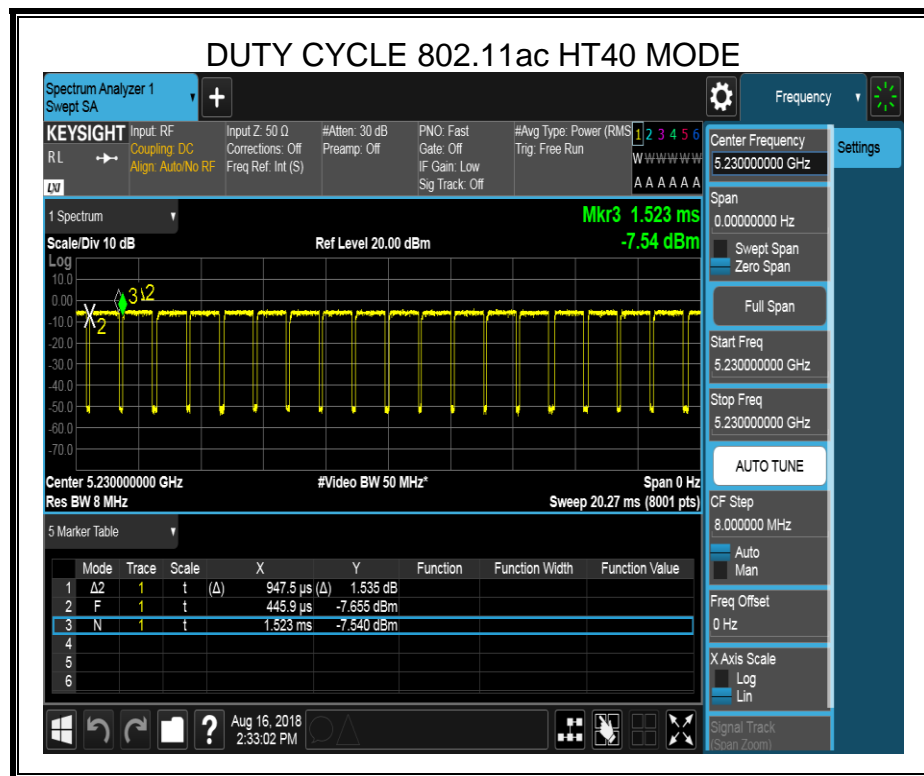 DUTY CYCLE 802.11ac HT40 MODE
Spectrum Analyzer 1
Swept SA
+
Frequency
KEYSIGHT
RL
LXI
Input: RF
Coupling: DC
Align: Auto/No RF
Input Z: 50 Ω
Corrections: Off
Freq Ref: Int (S)
#Atten: 30 dB
Preamp: Off
PNO: Fast
Gate: Off
IF Gain: Low
Sig Track: Off
#Avg Type: Power (RMS
Trig: Free Run
1 2 3 4 5 6
W W W W W W
A A A A A A
Center Frequency
5.230000000 GHz
Settings
1 Spectrum
Mkr3 1.523 ms
Scale/Div 10 dB
Ref Level 20.00 dBm
-7.54 dBm
Log
10.0
0.00
-10.0
-20.0
-30.0
-40.0
-50.0
-60.0
-70.0
X2
Center 5.230000000 GHz
#Video BW 50 MHz*
Span 0 Hz
Res BW 8 MHz
Sweep 20.27 ms (8001 pts)
Span
0.00000000 Hz
Swept Span
Zero Span
Full Span
Start Freq
5.230000000 GHz
Stop Freq
5.230000000 GHz
AUTO TUNE
CF Step
8.000000 MHz
Auto
Man
Freq Offset
0 Hz
X Axis Scale
Log
Lin
Signal Track
(Span Zoom)
5 Marker Table
Mode Trace Scale X Y Function Function Width Function Value
1 Δ2 1 t (Δ) 947.5 µs (Δ) 1.535 dB
2 F 1 t 445.9 µs -7.655 dBm
3 N 1 t 1.523 ms -7.540 dBm
4
5
6
?
Aug 16, 2018
2:33:02 PM